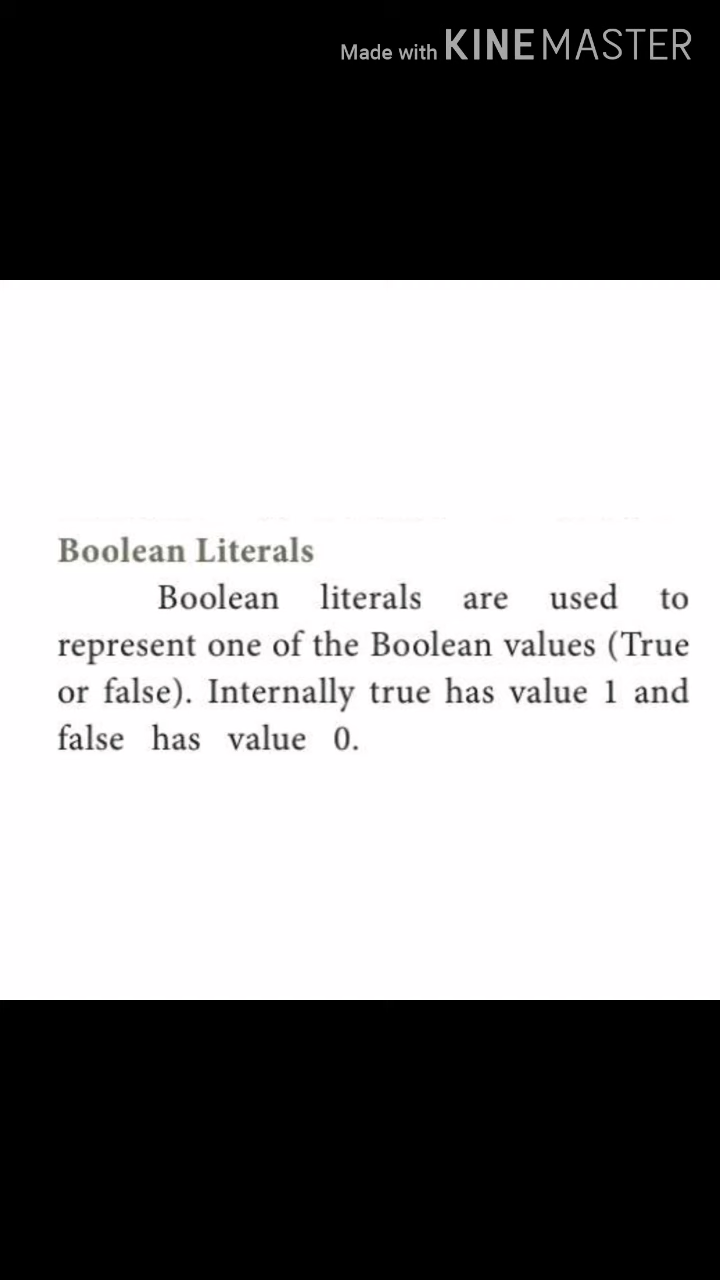 Made with KINEMASTER
Boolean Literals
Boolean literals are used to
represent one of the Boolean values (True
or false). Internally true has value 1 and
false has value 0.